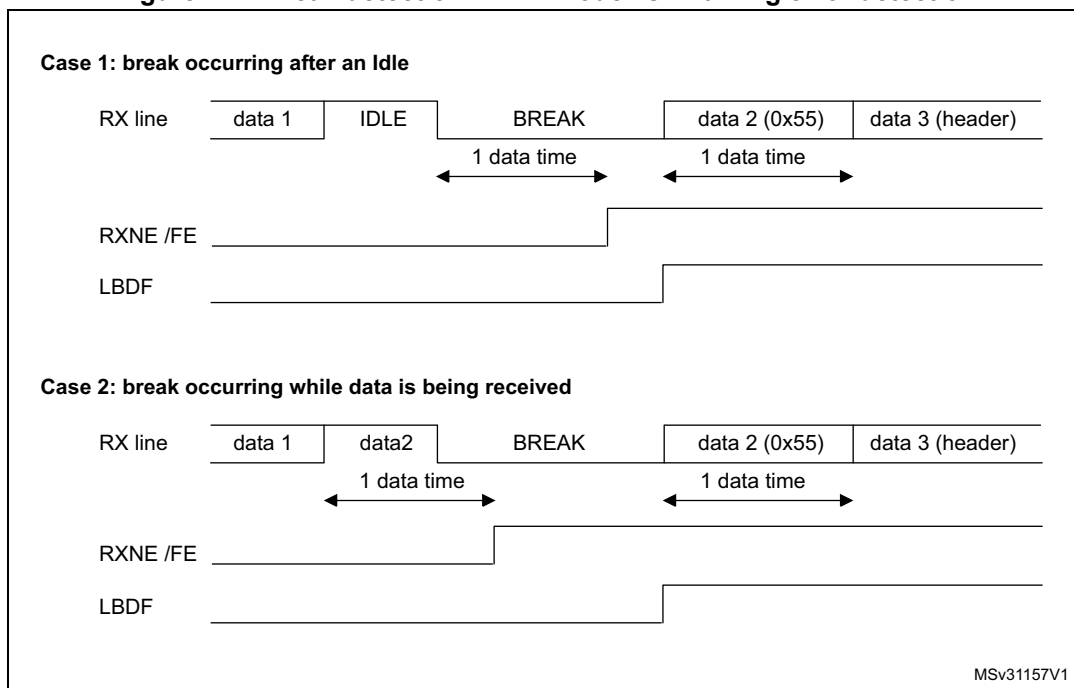 Case 1: break occurring after an Idle
RX line data 1 IDLE BREAK data 2 (0x55) data 3 (header)
1 data time 1 data time
RXNE /FE
LBDF
Case 2: break occurring while data is being received
RX line data 1 data2 BREAK data 2 (0x55) data 3 (header)
1 data time 1 data time
RXNE /FE
LBDF
MSv31157V1